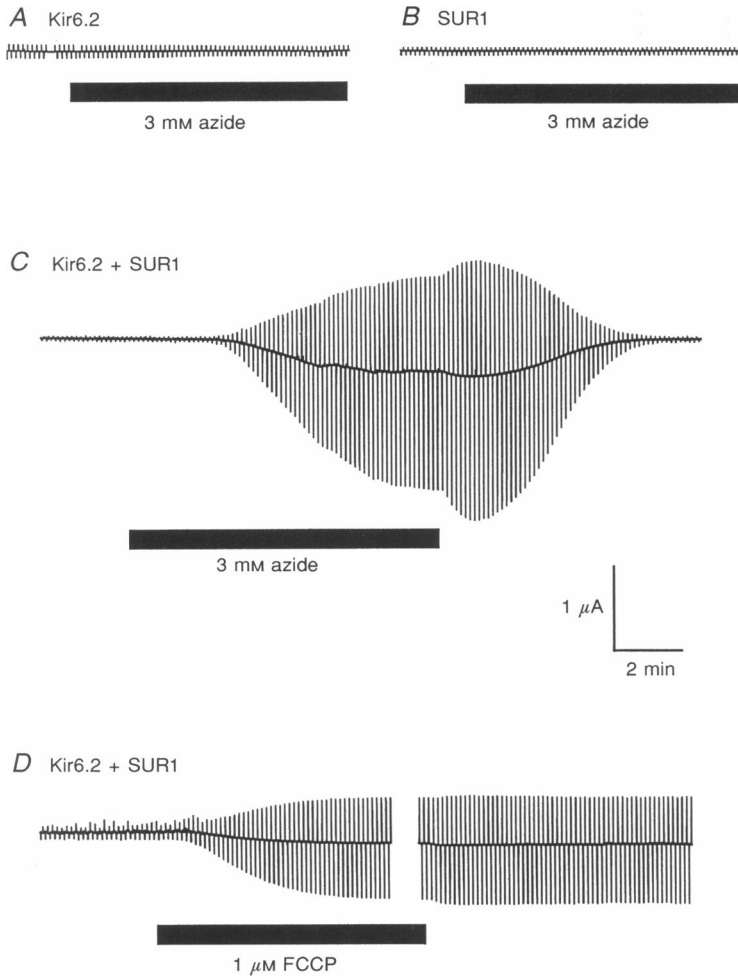 A Kir6.2
3 mM azide
B SUR1
3 mM azide
C Kir6.2 + SUR1
3 mM azide
1 μA
2 min
D Kir6.2 + SUR1
1 μM FCCP